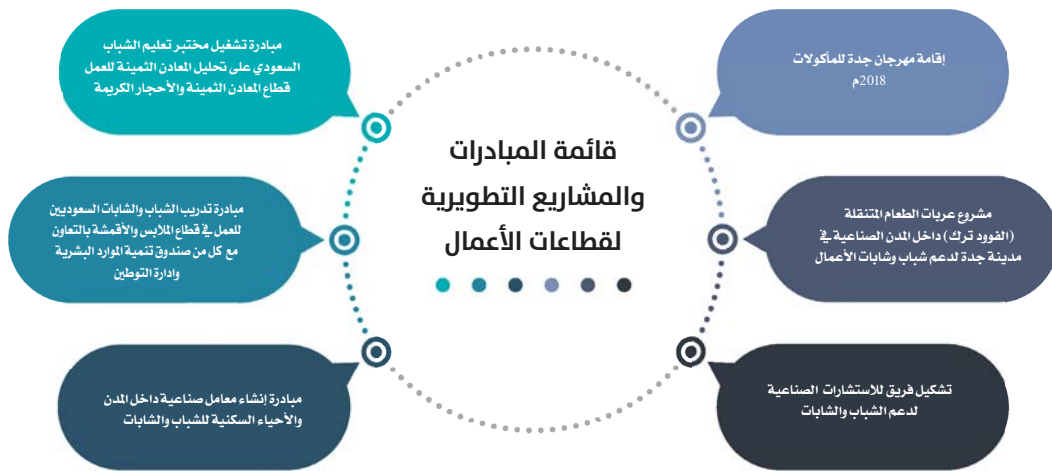 قائمة المبادرات
والمشاريع التطويرية
لقطاعات الأعمال
إقامة مهرجان جدة للمأكولات
2018م
مشروع عربات الطعام المتنقلة
(الفوود ترك) داخل المدن الصناعية في
مدينة جدة لدعم شباب وشابات الأعمال
تشكيل فريق للاستشارات الصناعية
لدعم الشباب والشابات
مبادرة تشغيل مختبر تعليم الشباب
السعودي على تحليل المعادن الثمينة للعمل
قطاع المعادن الثمينة والأحجار الكريمة
مبادرة تدريب الشباب والشابات السعوديين
للعمل في قطاع الملابس والأقمشة بالتعاون
مع كل من صندوق تنمية الموارد البشرية
وادارة التوطين
مبادرة إنشاء معامل صناعية داخل المدن
والأحياء السكنية للشباب والشابات